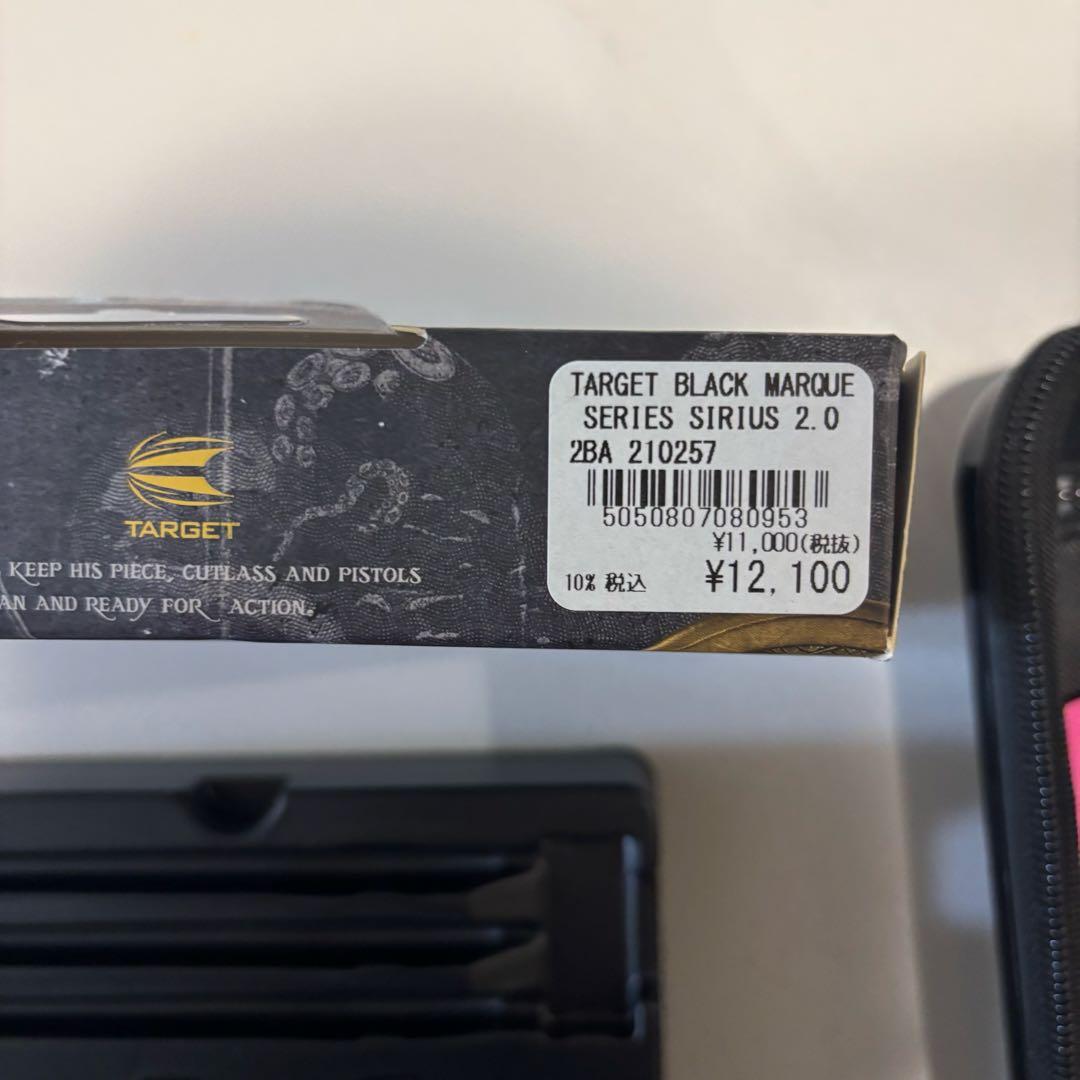 TARGET
KEEP HIS PIECE, CUTLASS AND PISTOLS
AND READY FOR ACTION.
TARGET BLACK MARQUE
SERIES SIRIUS 2.0
2BA 210257
5050807080953
¥11,000(税抜)
10% 税込 ¥12,100